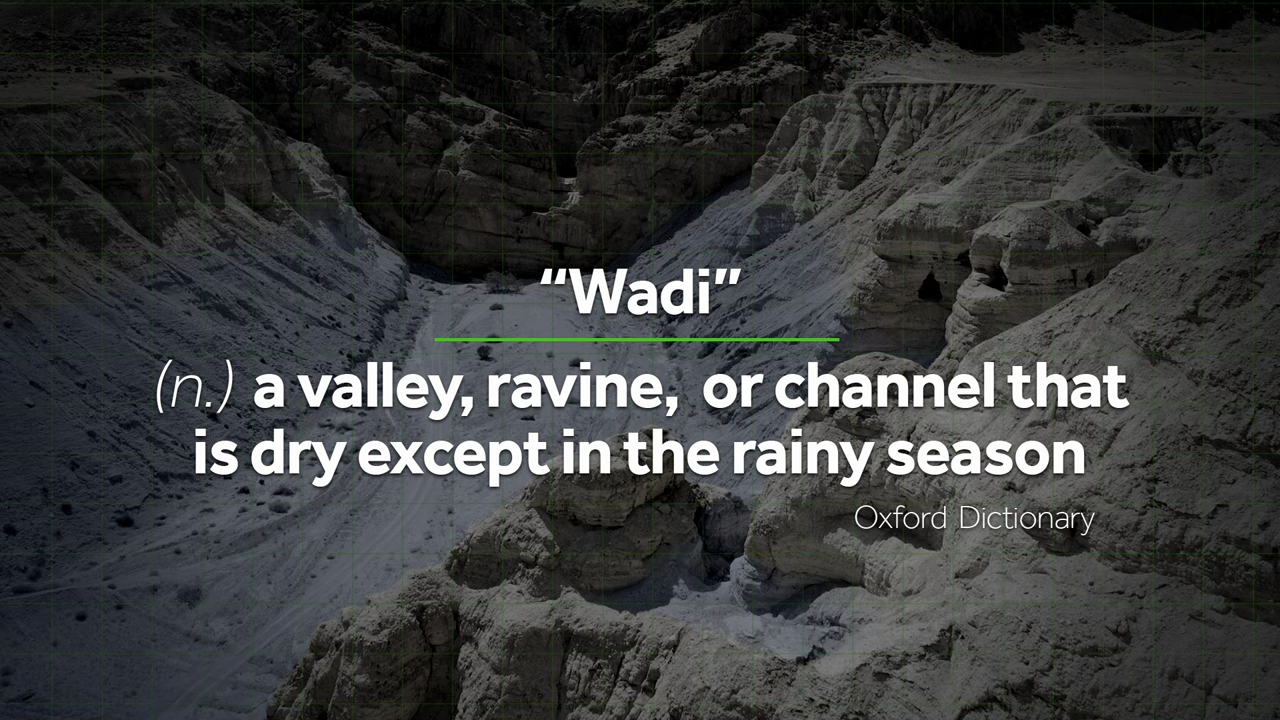 “Wadi”
(n.) a valley, ravine, or channel that
is dry except in the rainy season
Oxford Dictionary